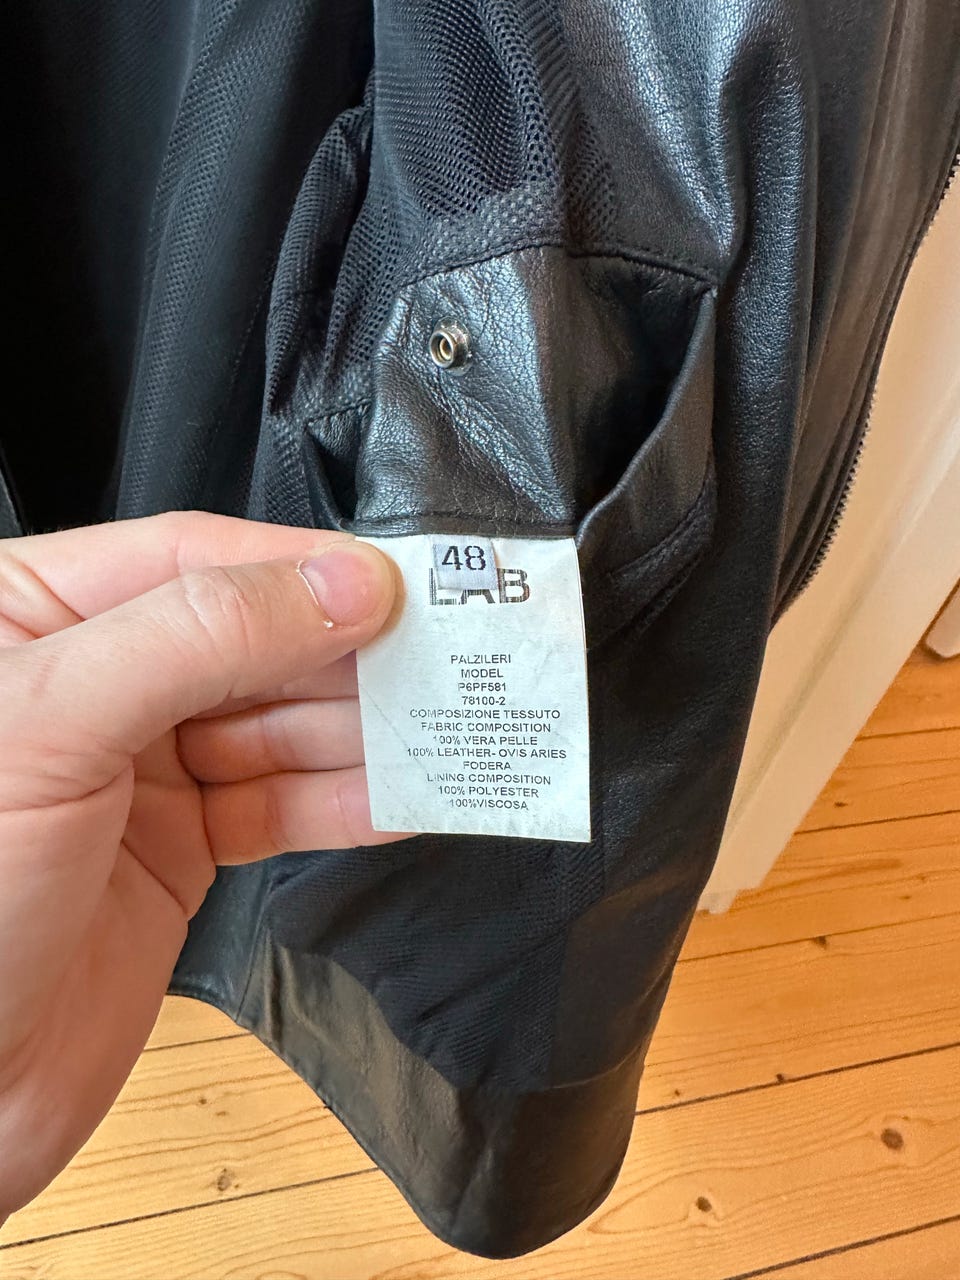 48
LAB
PALZILERI
MODEL
P6PF581
78100-2
COMPOSIZIONE TESSUTO
FABRIC COMPOSITION
100% VERA PELLE
100% LEATHER- OVIS ARIES
FODERA
LINING COMPOSITION
100% POLYESTER
100%VISCOSA